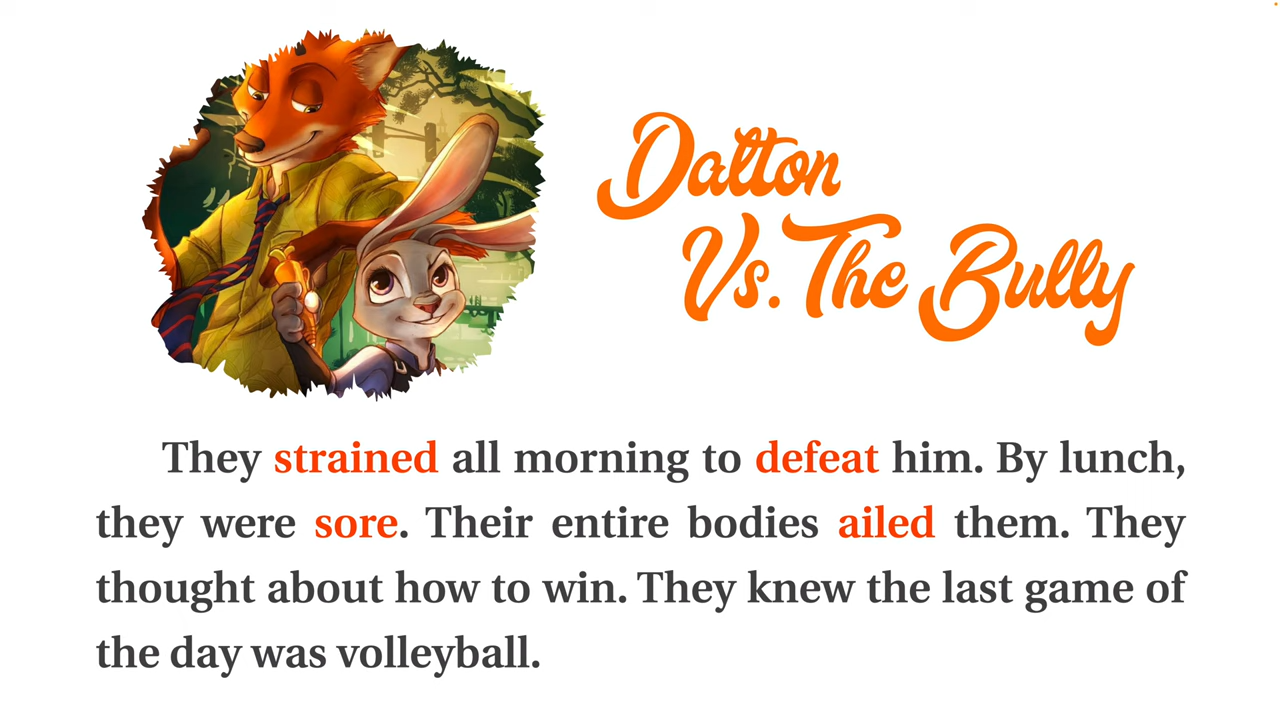 Dalton
Vs. The Bully
They strained all morning to defeat him. By lunch,
they were sore. Their entire bodies ailed them. They
thought about how to win. They knew the last game of
the day was volleyball.